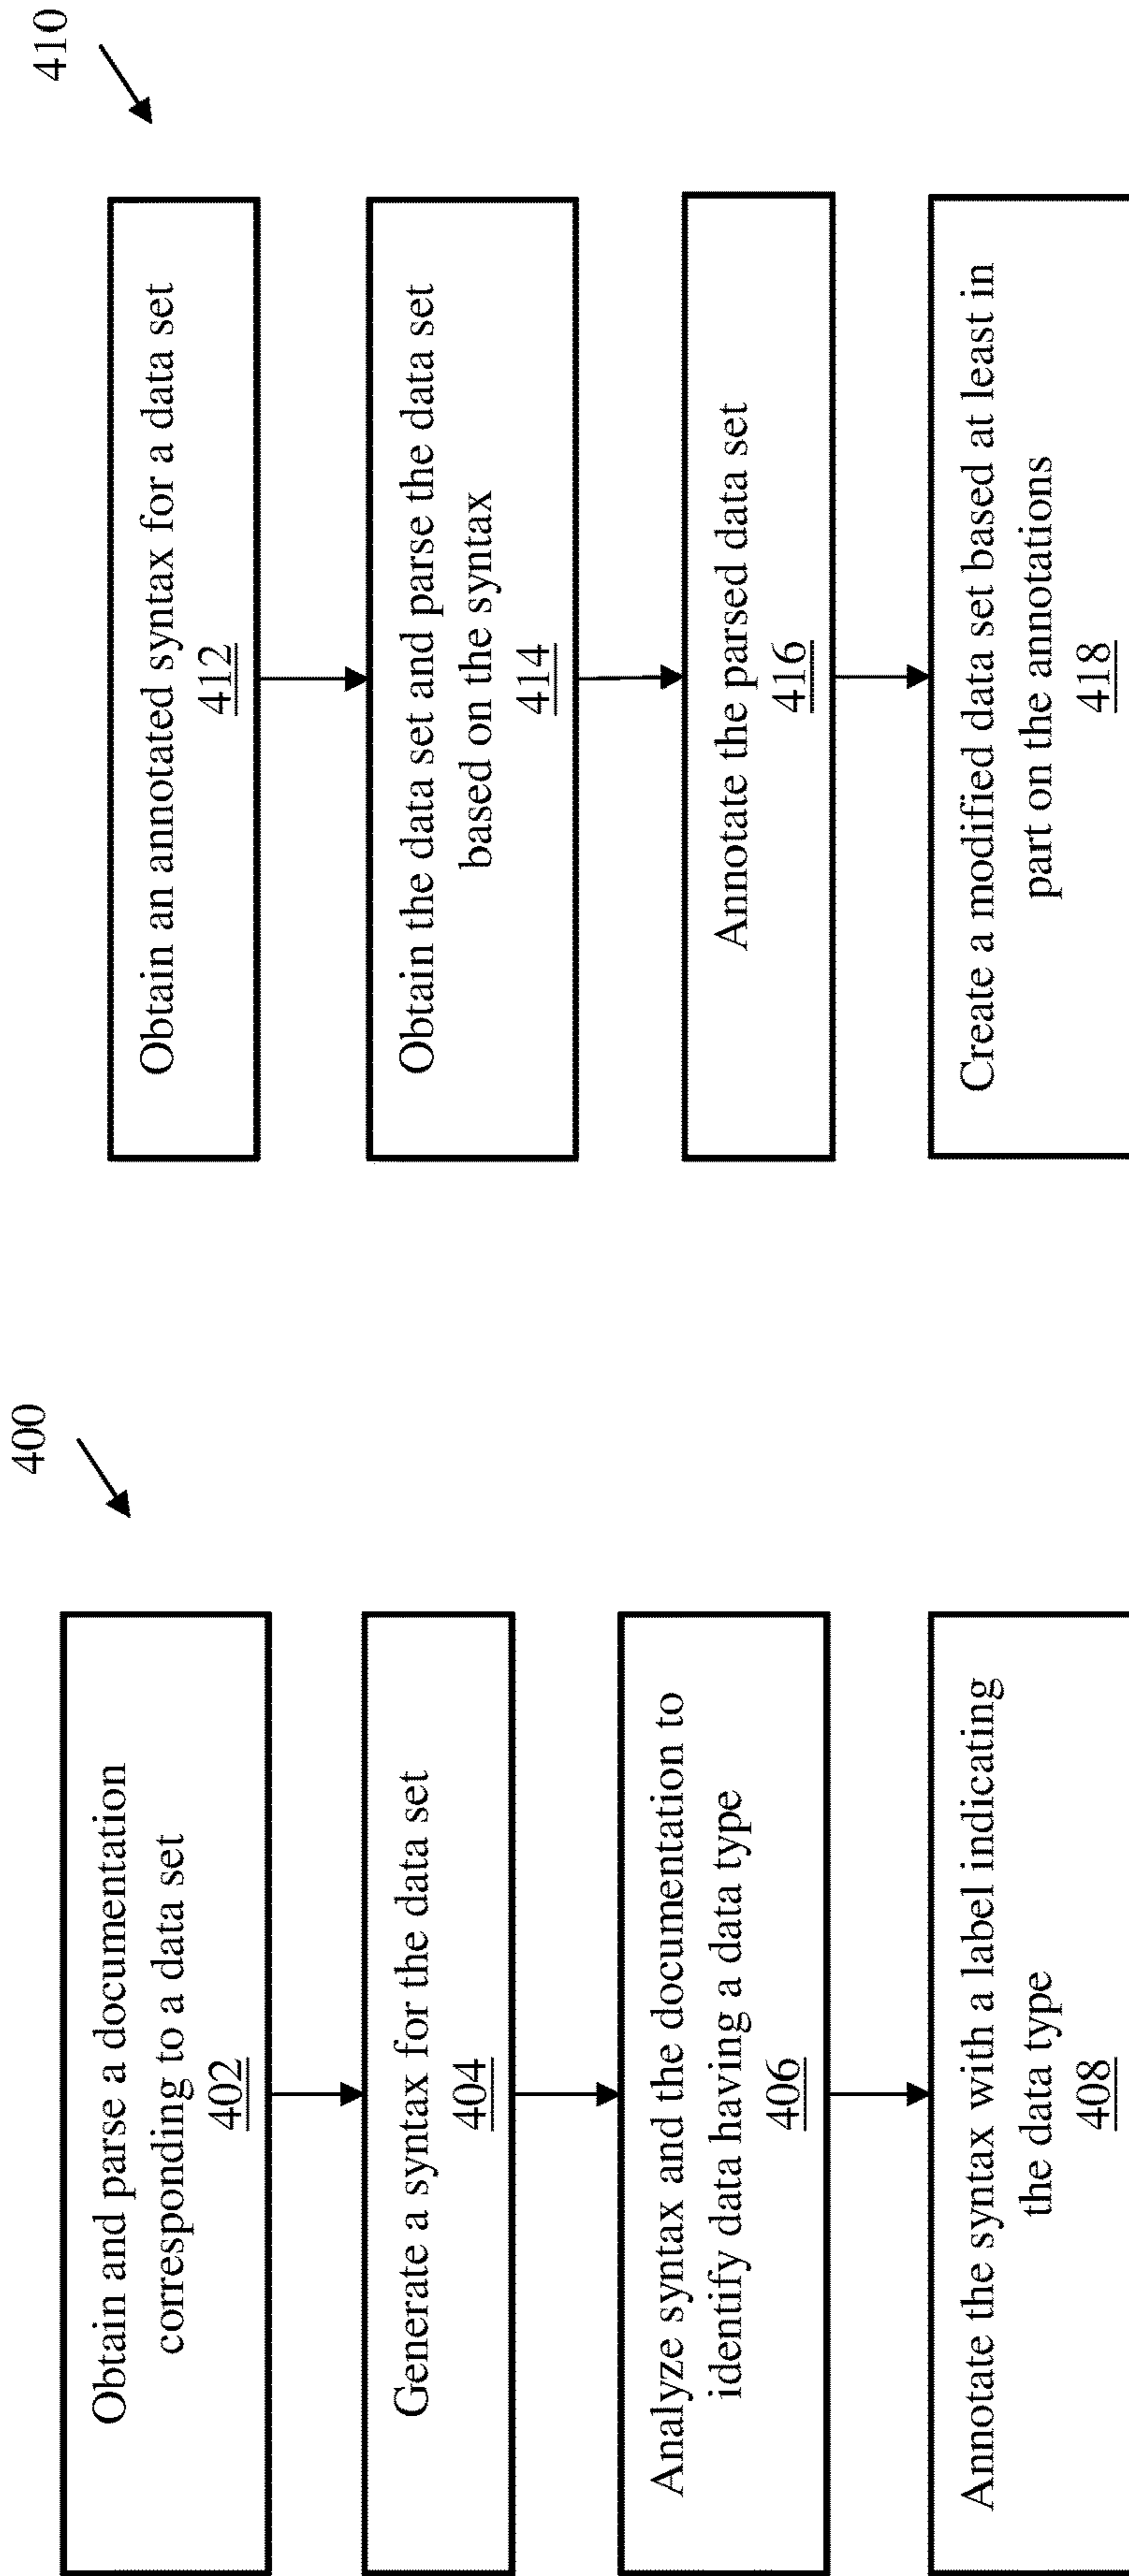 400
Obtain and parse a documentation
corresponding to a data set
402
Generate a syntax for the data set
404
Analyze syntax and the documentation to
identify data having a data type
406
Annotate the syntax with a label indicating
the data type
408
410
Obtain an annotated syntax for a data set
412
Obtain the data set and parse the data set
based on the syntax
414
Annotate the parsed data set
416
Create a modified data set based at least in
part on the annotations
418